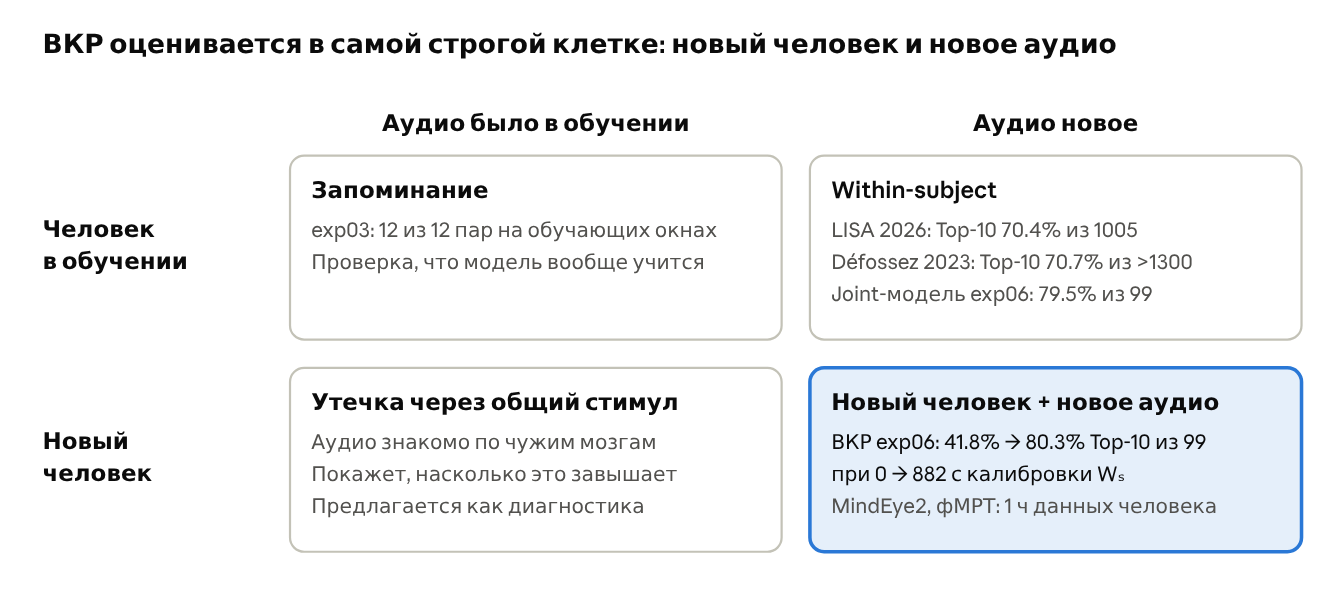 ВКР оценивается в самой строгой клетке: новый человек и новое аудио
Аудио было в обучении
Аудио новое
Человек
в обучении
Запоминание
exp03: 12 из 12 пар на обучающих окнах
Проверка, что модель вообще учится
Within-subject
LISA 2026: Top-10 70.4% из 1005
Défossez 2023: Top-10 70.7% из >1300
Joint-модель exp06: 79.5% из 99
Новый
человек
Утечка через общий стимул
Аудио знакомо по чужим мозгам
Покажет, насколько это завышает
Предлагается как диагностика
Новый человек + новое аудио
ВКР exp06: 41.8% → 80.3% Top-10 из 99
при 0 → 882 с калибровки Wₛ
MindEye2, фМРТ: 1 ч данных человека